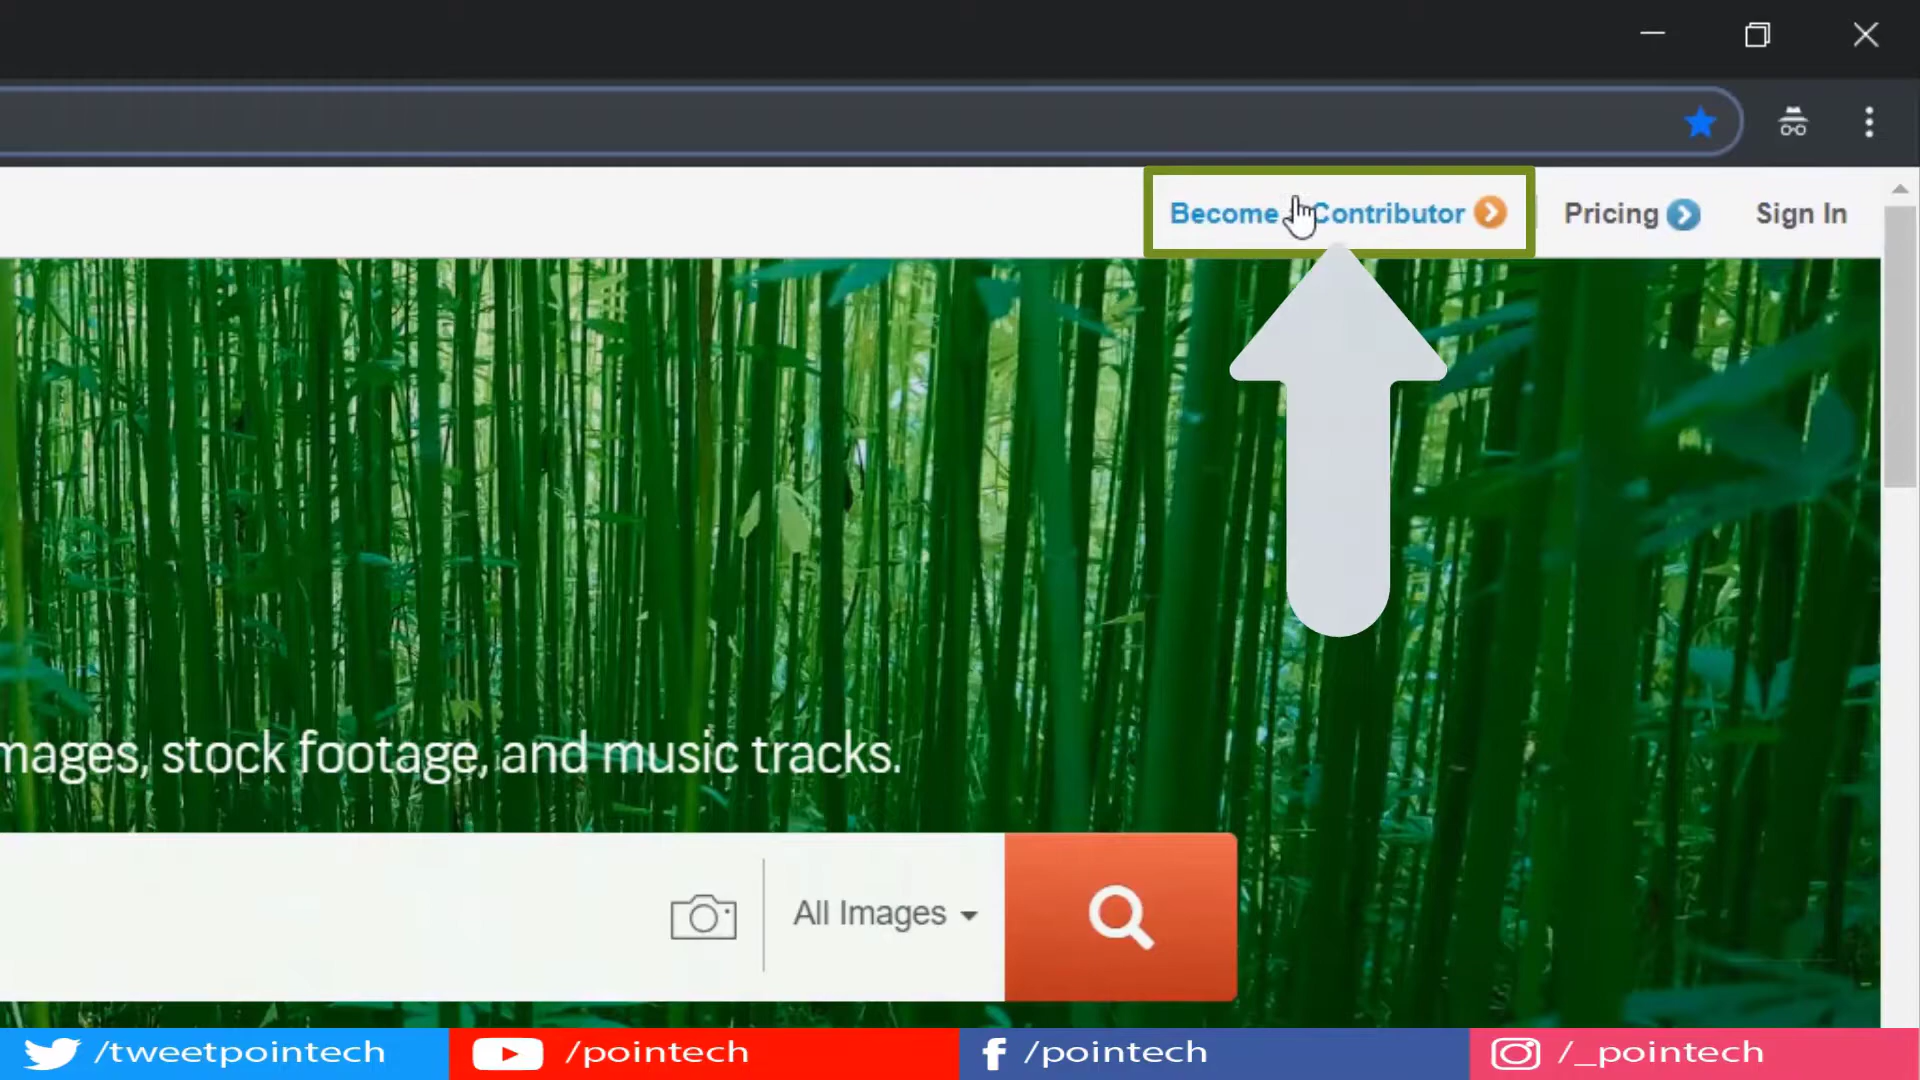 Become Contributor
Pricing
Sign In
mages, stock footage, and music tracks.
All Images
/tweetpointech
/pointech
/pointech
/_pointech